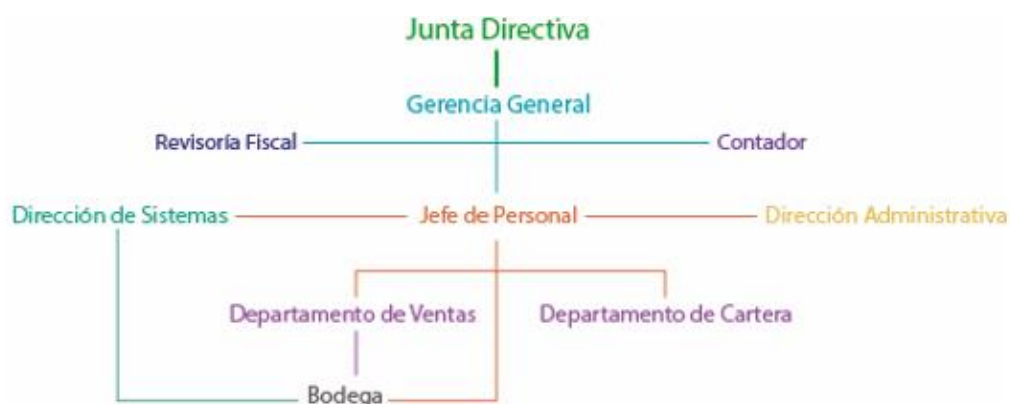 Junta Directiva
Gerencia General
Revisoría Fiscal
Contador
Dirección de Sistemas
Jefe de Personal
Dirección Administrativa
Departamento de Ventas
Departamento de Cartera
Bodega